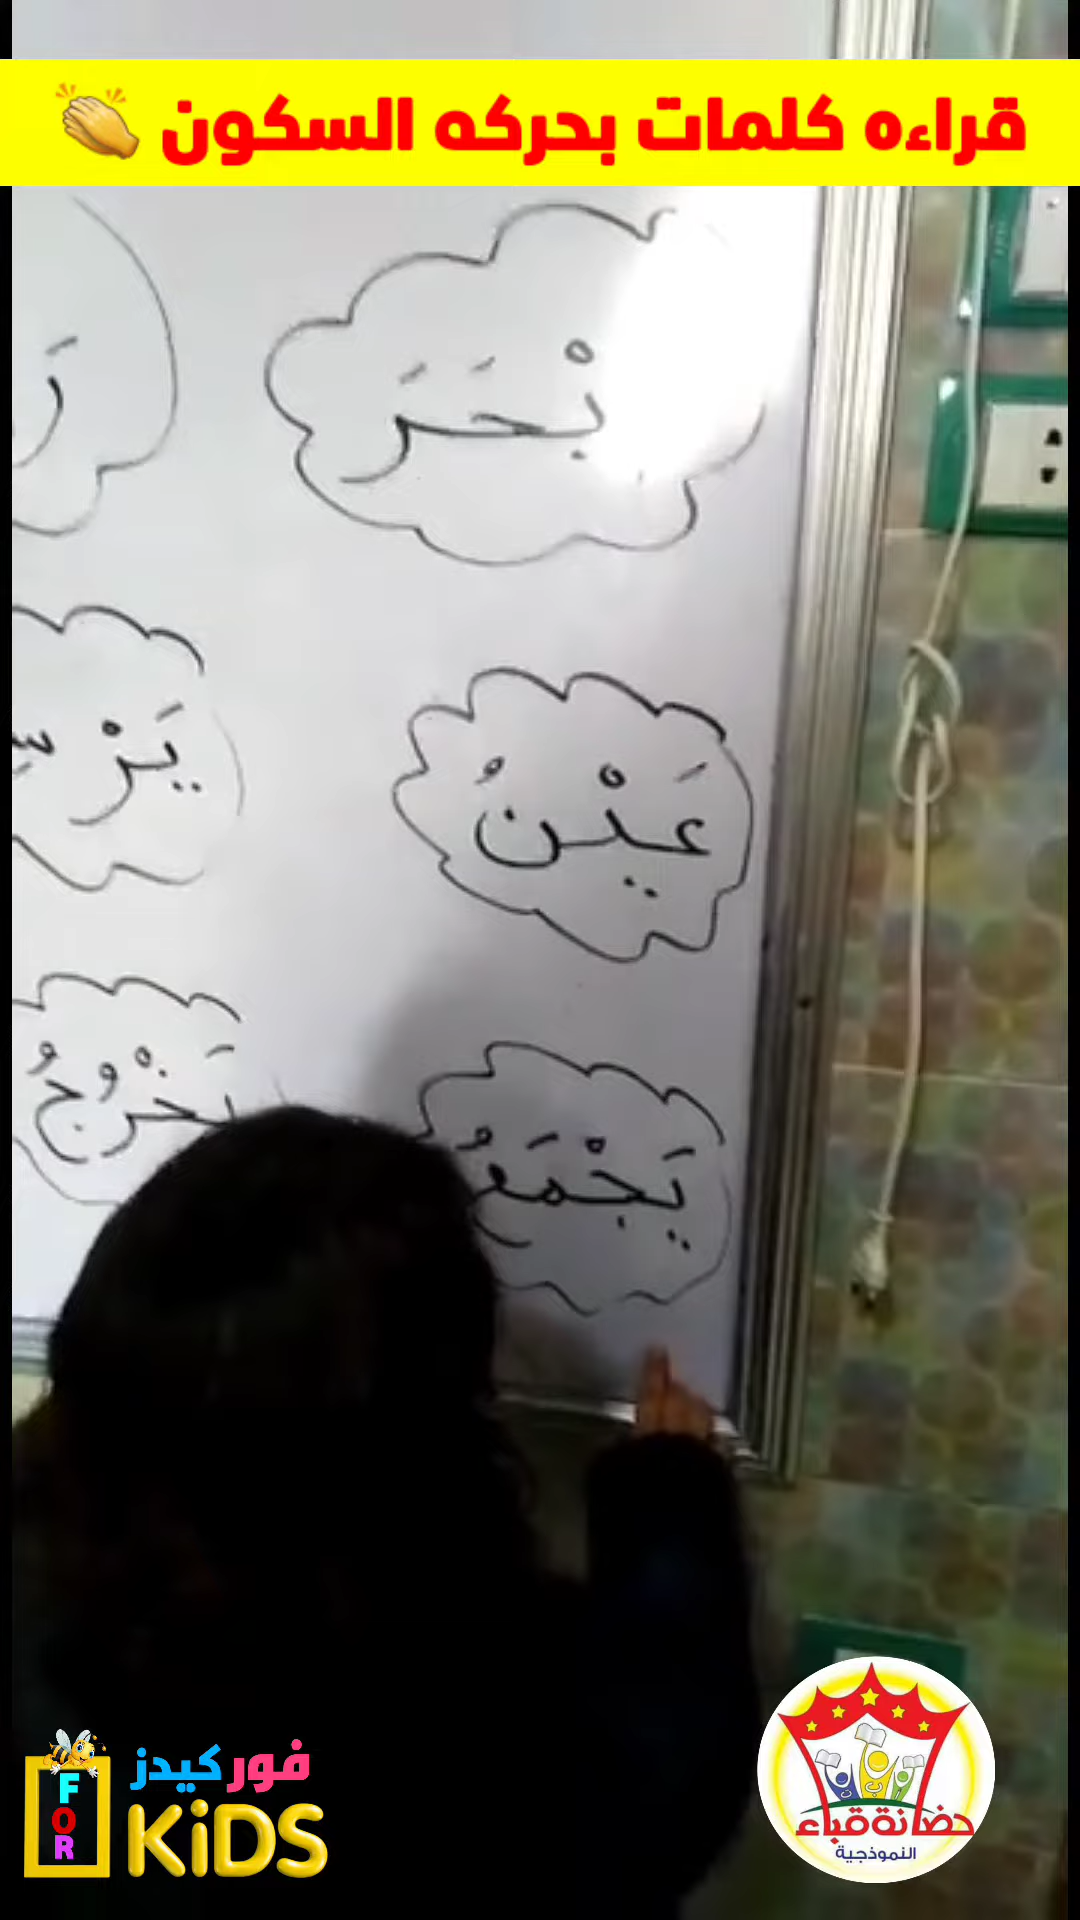 قراءه كلمات بحركه السكون 👏
بْحَرَ
عَيْنُ
يَرْسِ
يَجْمَعُ
يَخْرُجُ
FOR
فور كيدز
KiDS
حضانة قباء
النموذجية